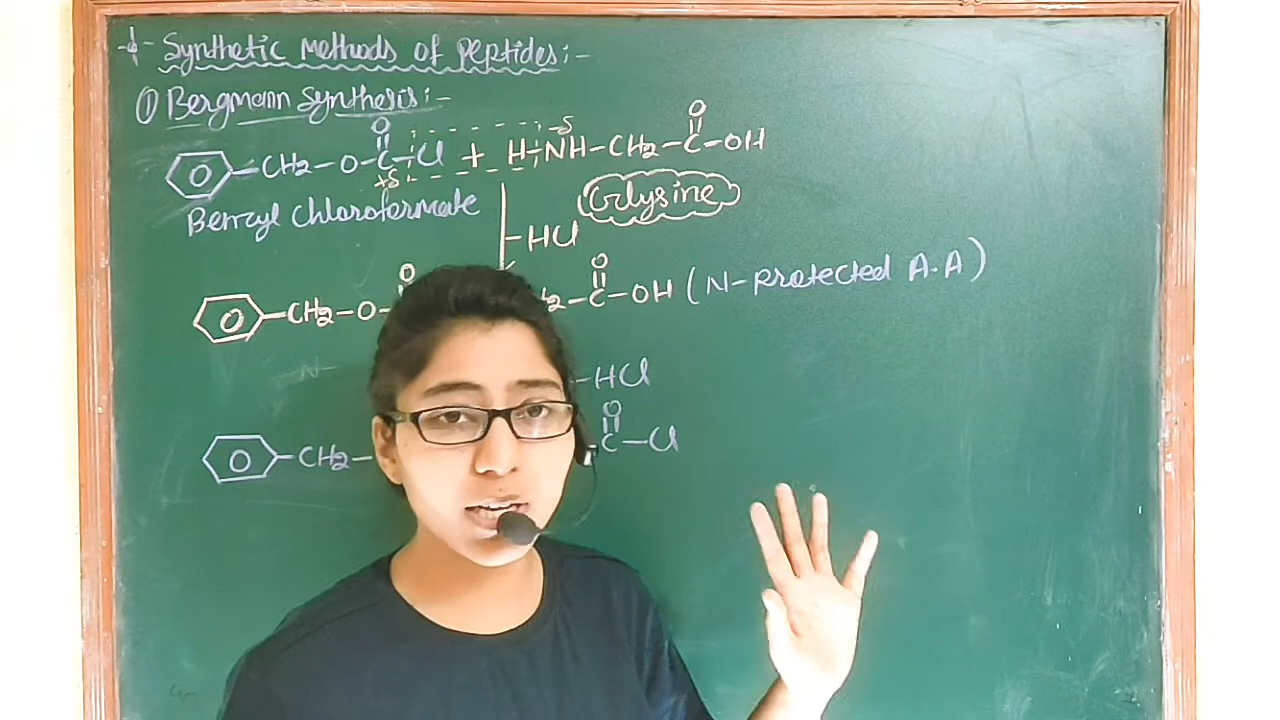 Synthetic Methods of Peptides:-
① Bergmann Synthesis:-
CH2-O-C-Cl + H-NH-CH2-C-OH
O O
+δ -δ
Benzyl Chloroformate
Glysine
-HCl
O O
CH2-O- -C-OH (N-Protected A.A)
-HCl
O
CH2- C-Cl